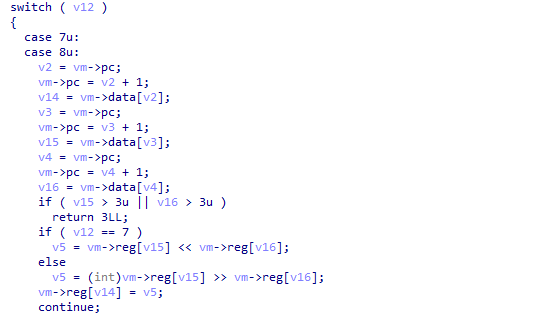 switch ( v12 )
{
case 7u:
case 8u:
v2 = vm->pc;
vm->pc = v2 + 1;
v14 = vm->data[v2];
v3 = vm->pc;
vm->pc = v3 + 1;
v15 = vm->data[v3];
v4 = vm->pc;
vm->pc = v4 + 1;
v16 = vm->data[v4];
if ( v15 > 3u || v16 > 3u )
return 3LL;
if ( v12 == 7 )
v5 = vm->reg[v15] << vm->reg[v16];
else
v5 = (int)vm->reg[v15] >> vm->reg[v16];
vm->reg[v14] = v5;
continue;